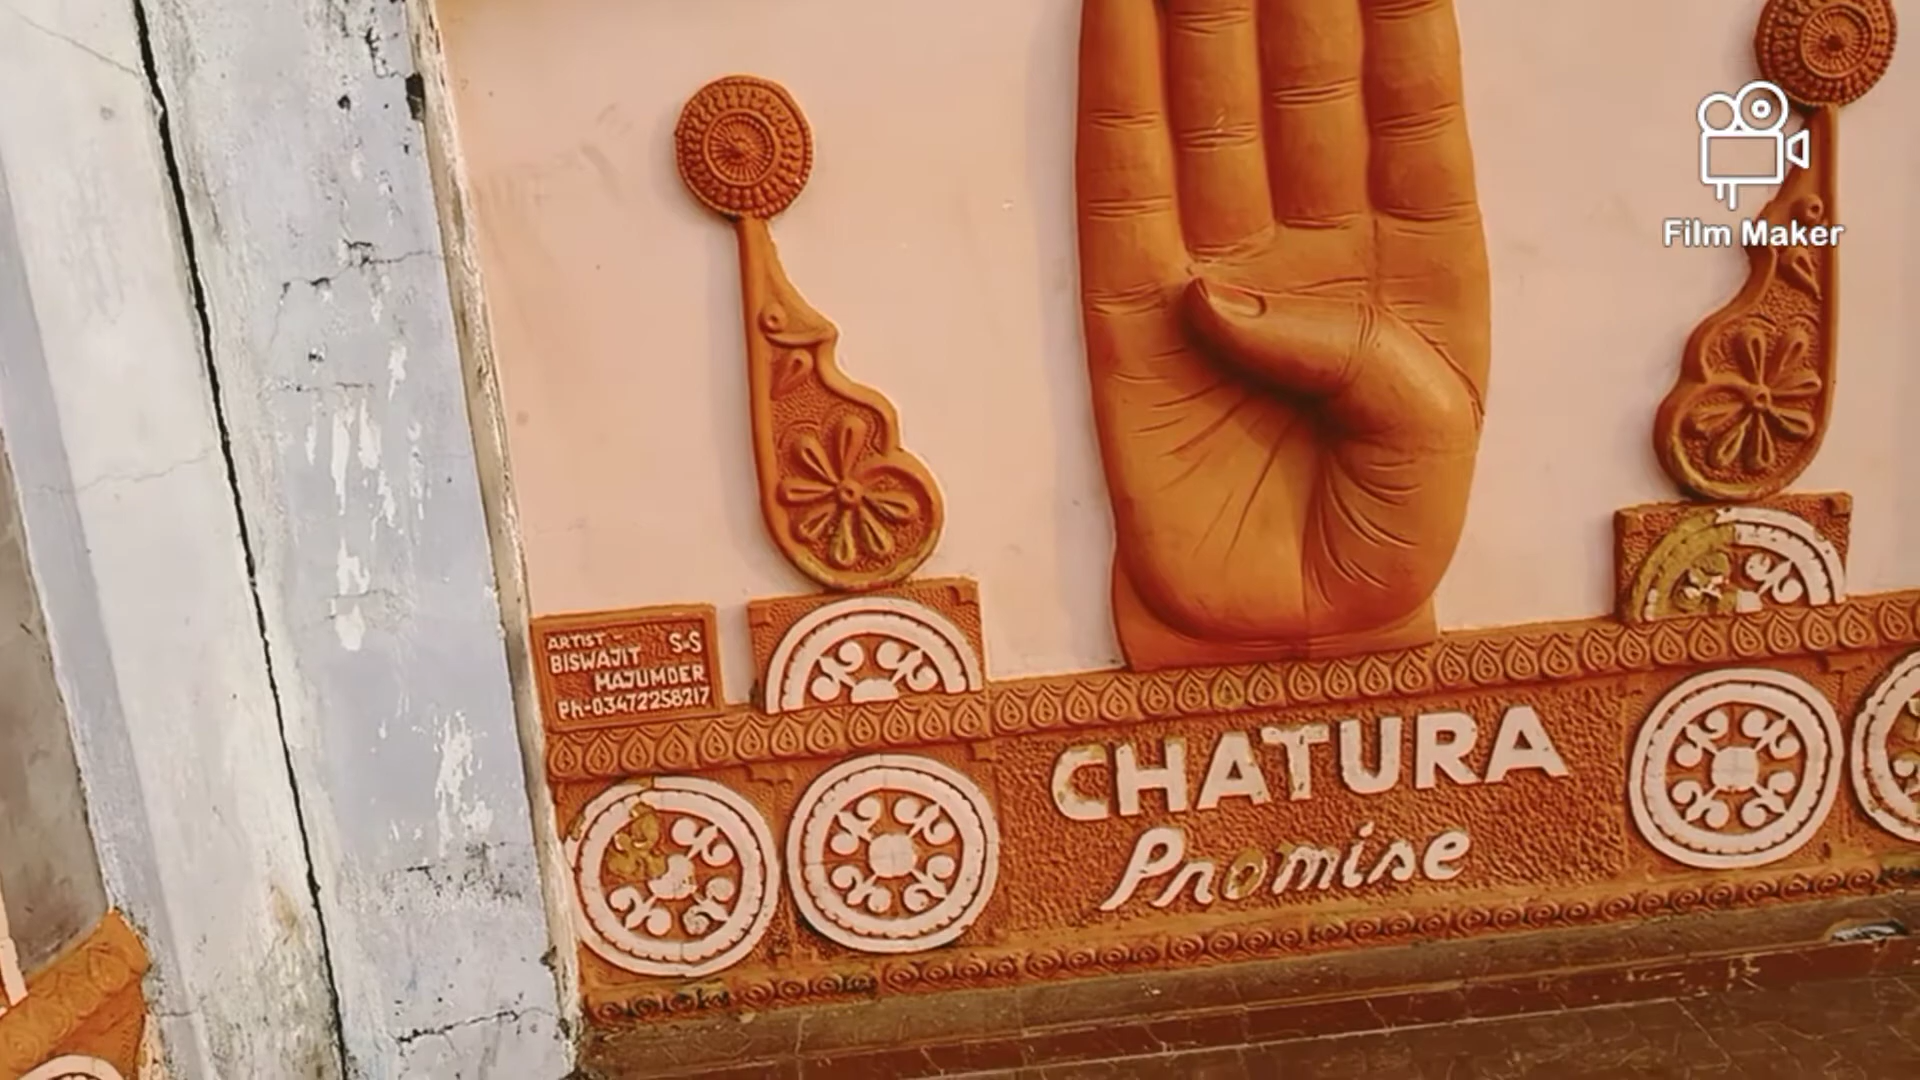 Film Maker
ARTIST - S&S
BISWAJIT
MAJUMDER
Ph-03472258217
CHATURA
Promise